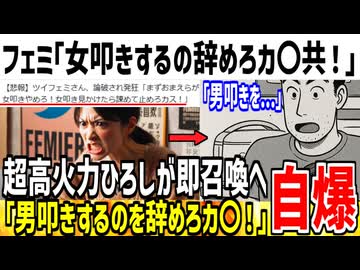 フェミ「女叩きするの辞めろカ〇共！」
【悲報】ツイフェミさん、論破され発狂「まずおまえらが
女叩きやめろ！女叩き見かけたら諫めて止めろカス！」
「男叩きを...」
FEMIE
超高火力ひろしが即召喚へ
「男叩きするのを辞めろカ〇！」
自爆